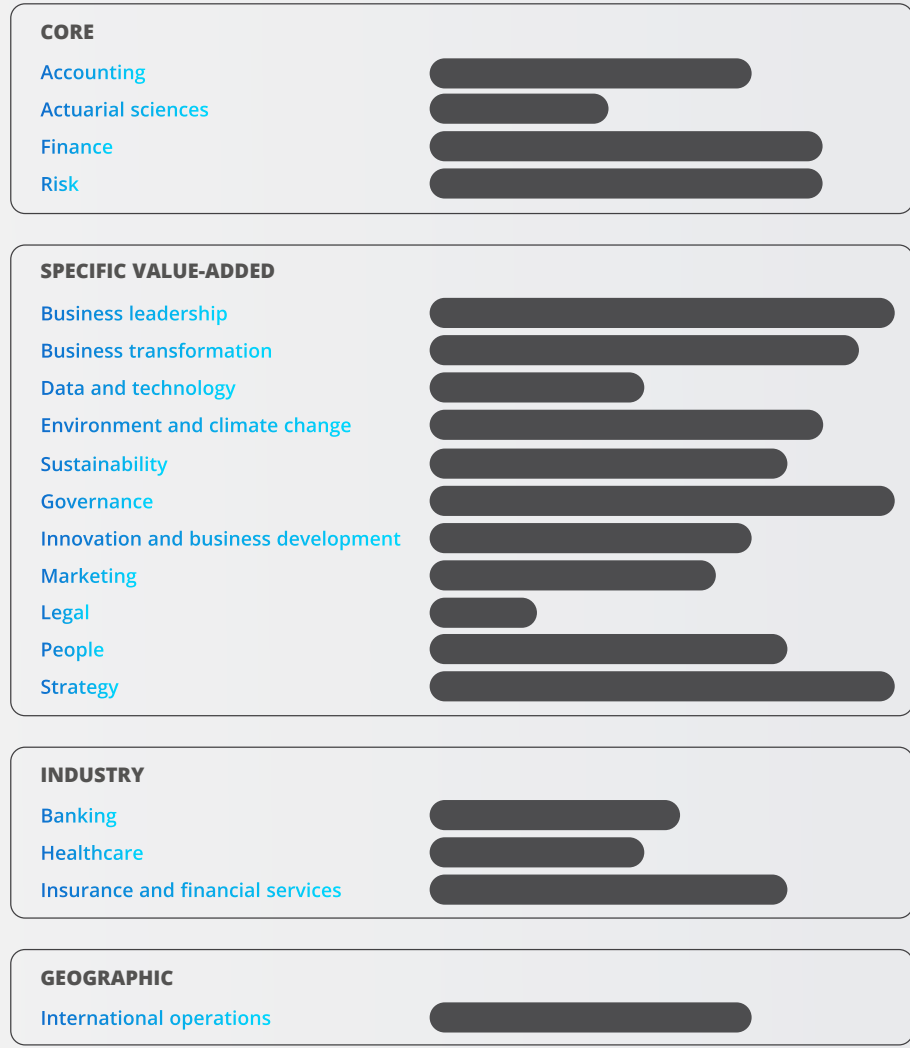 CORE
Accounting
Actuarial sciences
Finance
Risk
SPECIFIC VALUE-ADDED
Business leadership
Business transformation
Data and technology
Environment and climate change
Sustainability
Governance
Innovation and business development
Marketing
Legal
People
Strategy
INDUSTRY
Banking
Healthcare
Insurance and financial services
GEOGRAPHIC
International operations